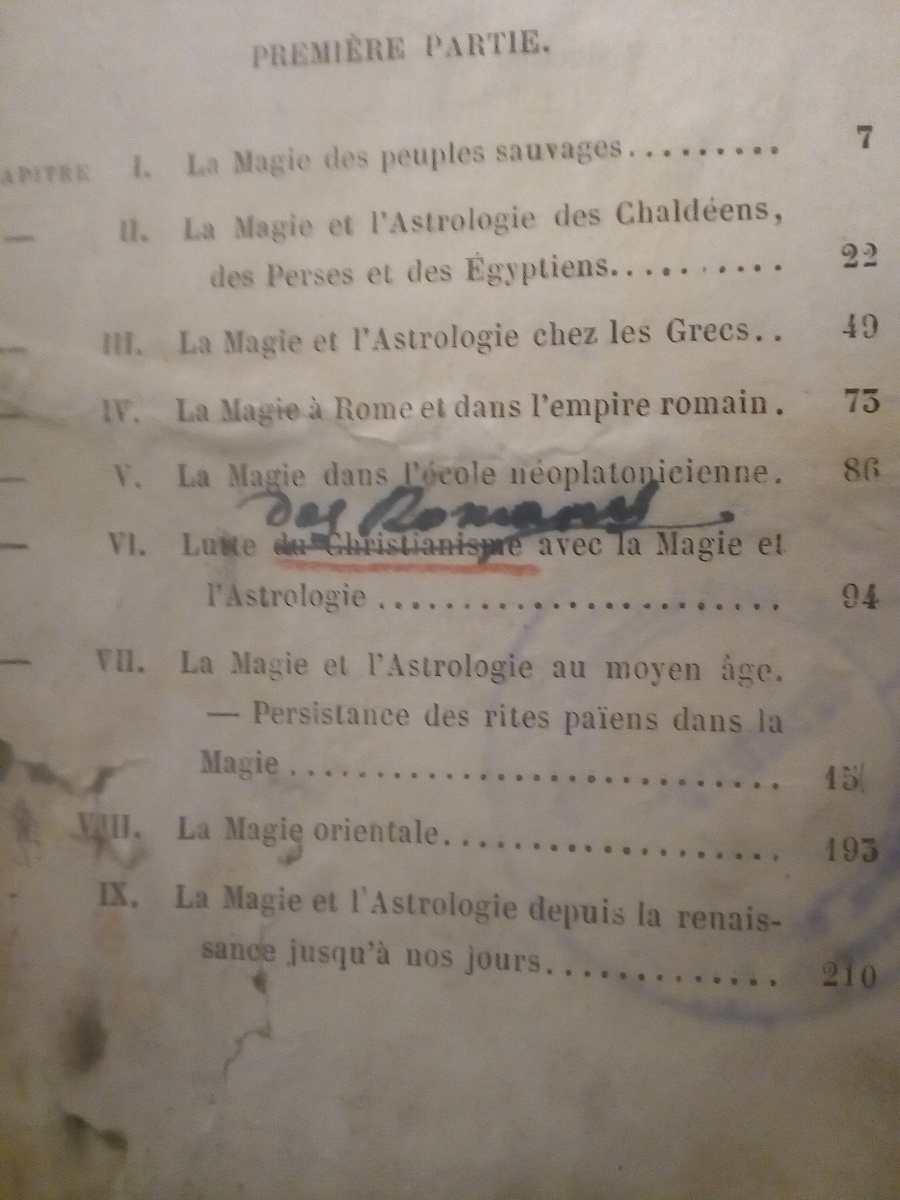 PREMIÈRE PARTIE.
APITRE I. La Magie des peuples sauvages......... 7
— II. La Magie et l'Astrologie des Chaldéens,
des Perses et des Égyptiens.......... 22
— III. La Magie et l'Astrologie chez les Grecs.. 49
— IV. La Magie à Rome et dans l'empire romain. 73
— V. La Magie dans l'école néoplatonicienne. 86
des Romans
— VI. Lutte du Christianisme avec la Magie et
l'Astrologie ........................ 94
— VII. La Magie et l'Astrologie au moyen âge.
— Persistance des rites païens dans la
Magie ............................. 15
VIII. La Magie orientale.................... 193
- IX. La Magie et l'Astrologie depuis la renais-
sance jusqu'à nos jours.............. 210